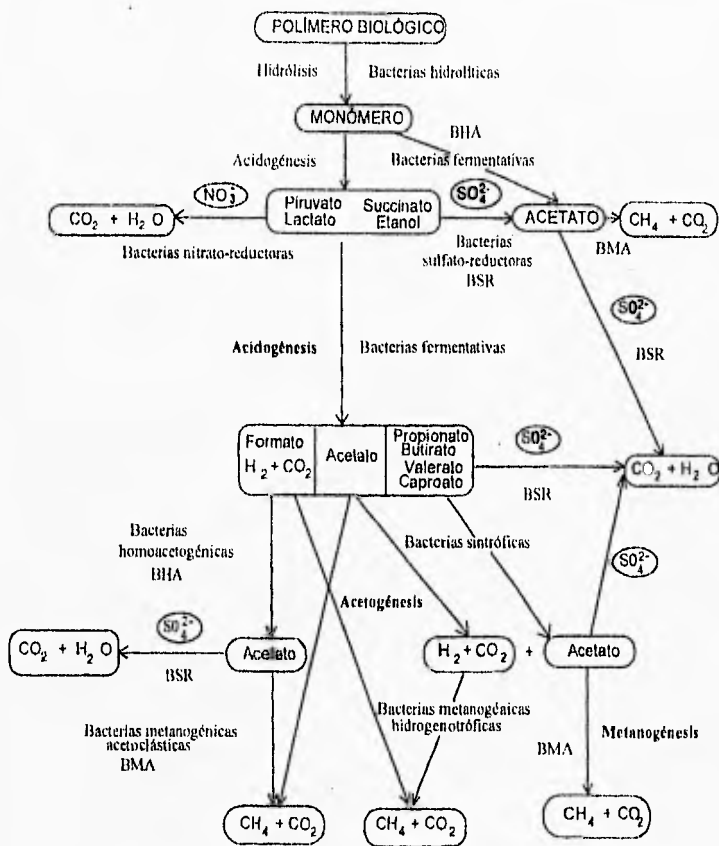 POLÍMERO BIOLÓGICO
Hidrólisis
Bacterias hidrolíticas
MONÓMERO
BHA
Acidogénesis
Bacterias fermentativas
NO₃⁻
SO₄²⁻
CO₂ + H₂O
Piruvato Succinato
Lactato Etanol
ACETATO
CH₄ + CO₂
Bacterias nitrato-reductoras
Bacterias
sulfato-reductoras
BSR
BMA
SO₄²⁻
BSR
Acidogénesis
Bacterias fermentativas
Formato
H₂ + CO₂
Acetato
Propionato
Butirato
Valerato
Caproato
SO₄²⁻
BSR
CO₂ + H₂O
Bacterias
homoacetogénicas
BHA
Bacterias sintróficas
SO₄²⁻
Acetogénesis
SO₄²⁻
CO₂ + H₂O
BSR
Acetato
H₂ + CO₂ + Acetato
Bacterias metanogénicas
acetoclásticas
BMA
Bacterias metanogénicas
hidrogenotróficas
BMA
Metanogénesis
CH₄ + CO₂
CH₄ + CO₂
CH₄ + CO₂